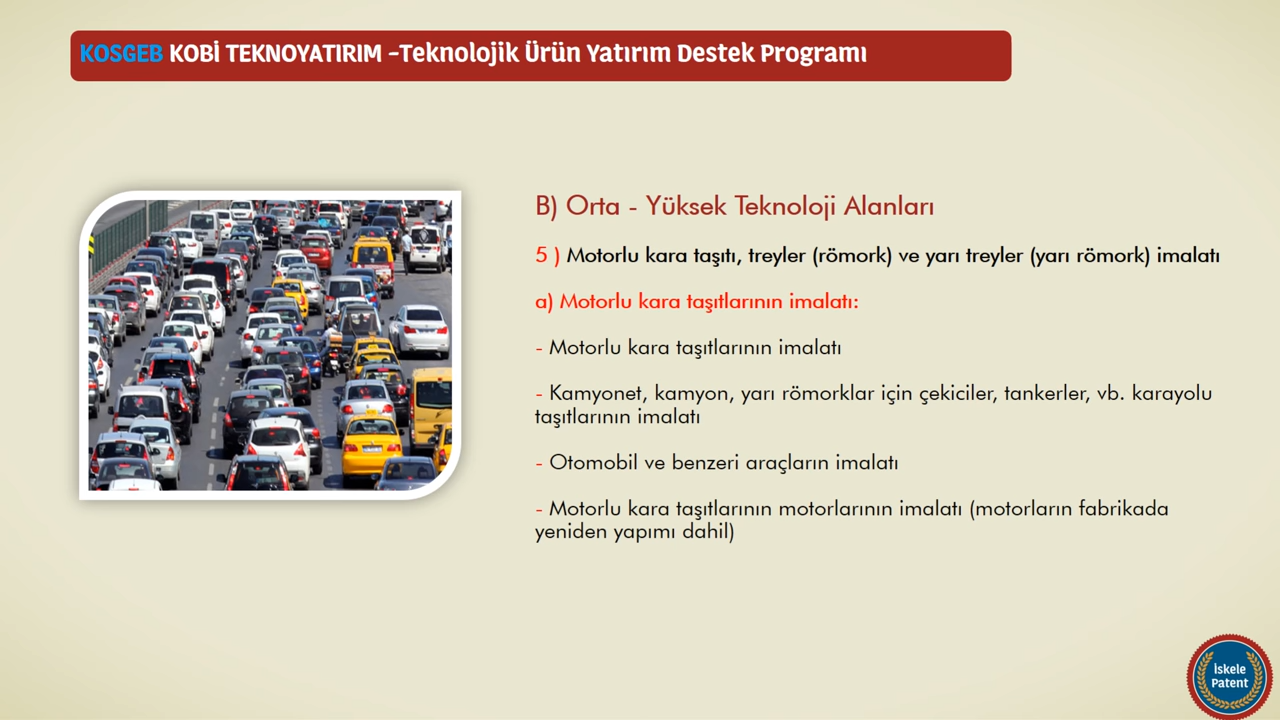 KOSGEB KOBİ TEKNOYATIRIM -Teknolojik Ürün Yatırım Destek Programı
B) Orta - Yüksek Teknoloji Alanları
5 ) Motorlu kara taşıtı, treyler (römork) ve yarı treyler (yarı römork) imalatı
a) Motorlu kara taşıtlarının imalatı:
- Motorlu kara taşıtlarının imalatı
- Kamyonet, kamyon, yarı römorklar için çekiciler, tankerler, vb. karayolu
taşıtlarının imalatı
- Otomobil ve benzeri araçların imalatı
- Motorlu kara taşıtlarının motorlarının imalatı (motorların fabrikada
yeniden yapımı dahil)
İskele
Patent